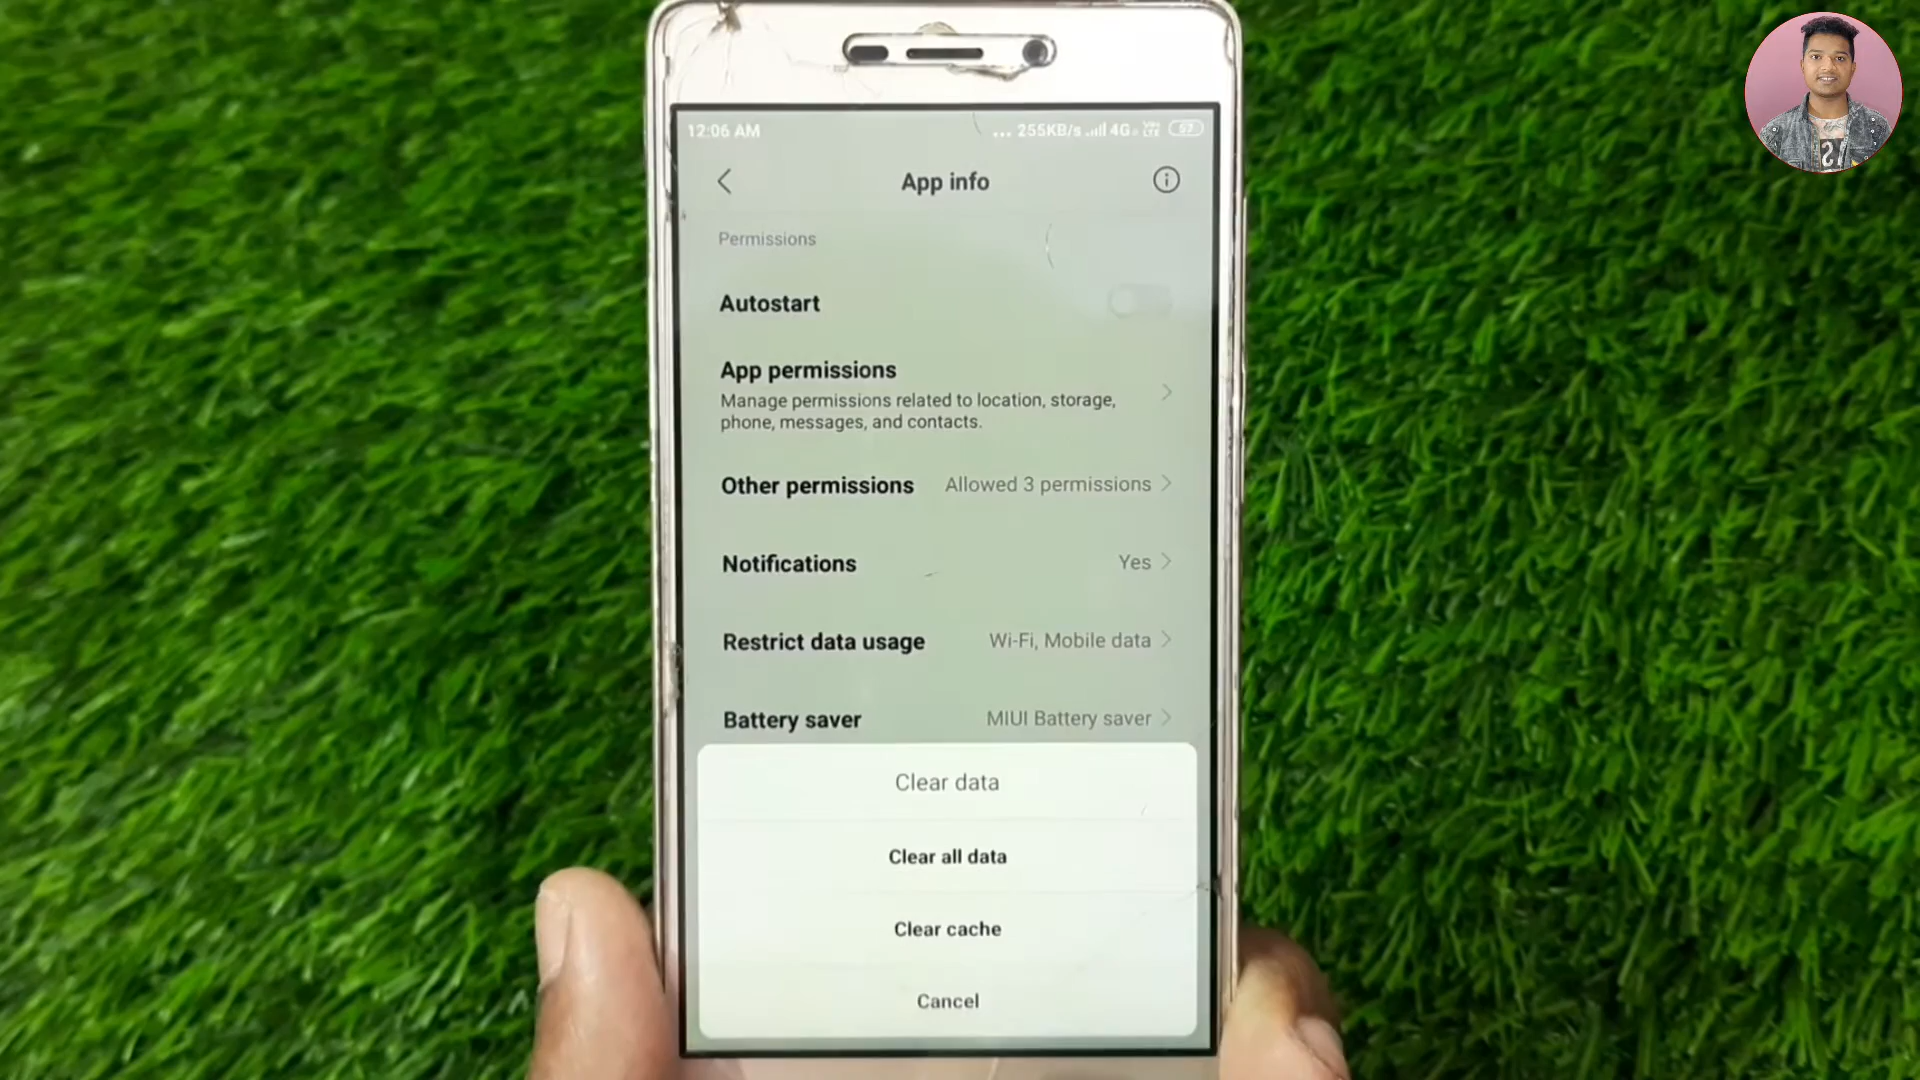 12:06 AM
... 255KB/s 4G VoLTE 57
App info
Permissions
Autostart
App permissions
Manage permissions related to location, storage,
phone, messages, and contacts.
Other permissions Allowed 3 permissions
Notifications Yes
Restrict data usage Wi-Fi, Mobile data
Battery saver MIUI Battery saver
Clear data
Clear all data
Clear cache
Cancel